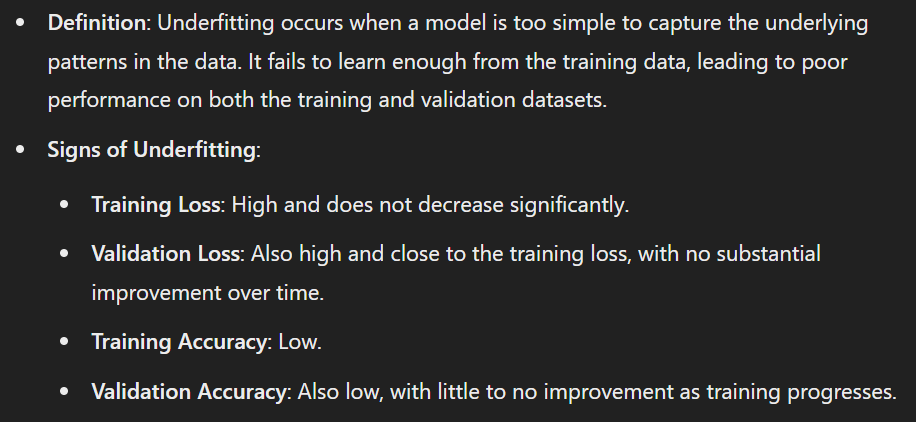 • Definition: Underfitting occurs when a model is too simple to capture the underlying
patterns in the data. It fails to learn enough from the training data, leading to poor
performance on both the training and validation datasets.
• Signs of Underfitting:
• Training Loss: High and does not decrease significantly.
• Validation Loss: Also high and close to the training loss, with no substantial
improvement over time.
• Training Accuracy: Low.
• Validation Accuracy: Also low, with little to no improvement as training progresses.